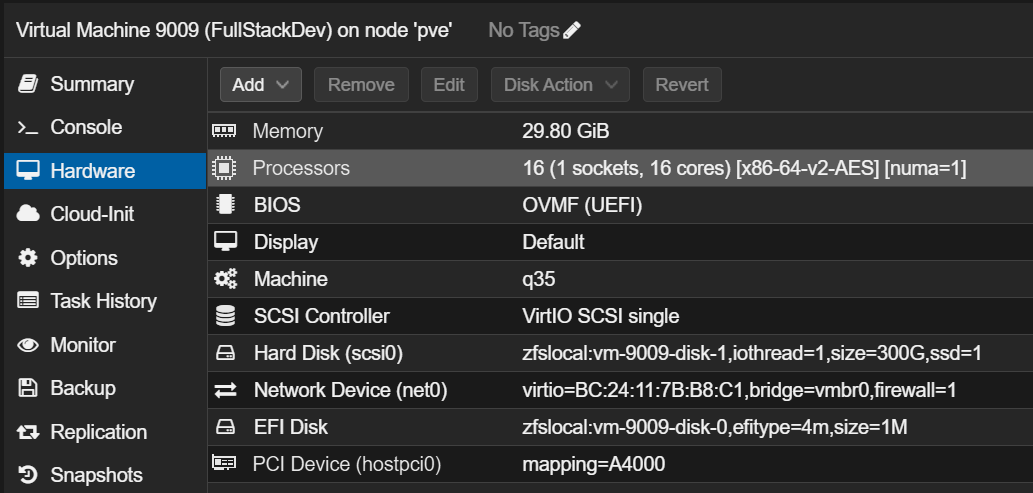 Virtual Machine 9009 (FullStackDev) on node 'pve' No Tags
Summary
Console
Hardware
Cloud-Init
Options
Task History
Monitor
Backup
Replication
Snapshots
Add Remove Edit Disk Action Revert
Memory 29.80 GiB
Processors 16 (1 sockets, 16 cores) [x86-64-v2-AES] [numa=1]
BIOS OVMF (UEFI)
Display Default
Machine q35
SCSI Controller VirtIO SCSI single
Hard Disk (scsi0) zfslocal:vm-9009-disk-1,iothread=1,size=300G,ssd=1
Network Device (net0) virtio=BC:24:11:7B:B8:C1,bridge=vmbr0,firewall=1
EFI Disk zfslocal:vm-9009-disk-0,efitype=4m,size=1M
PCI Device (hostpci0) mapping=A4000